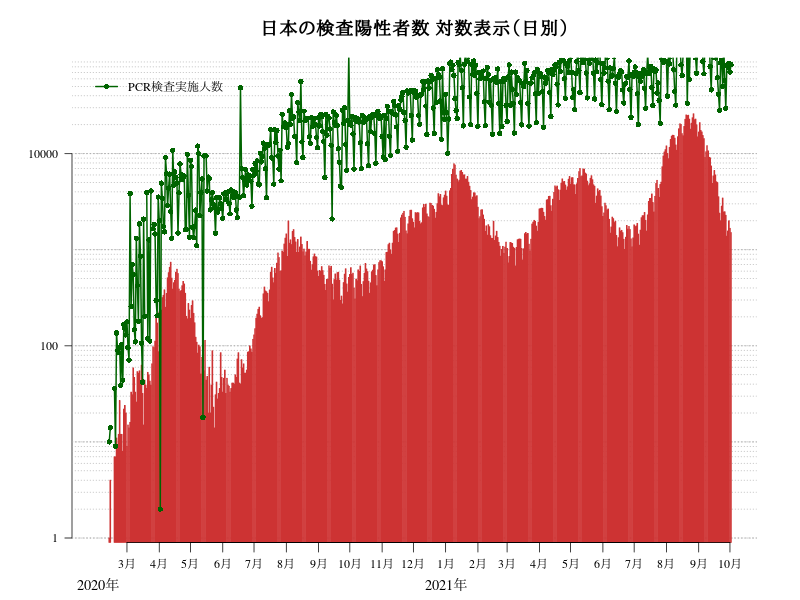 日本の検査陽性者数 対数表示（日別）
PCR検査実施人数
10000
100
1
3月 4月 5月 6月 7月 8月 9月 10月 11月 12月 1月 2月 3月 4月 5月 6月 7月 8月 9月 10月
2020年 2021年